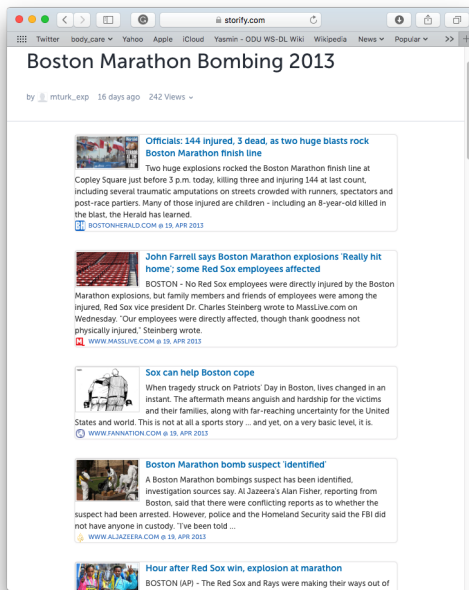 storify.com
Twitter body_care Yahoo Apple iCloud Yasmin - ODU WS-DL Wiki Wikipedia News Popular >> +
Boston Marathon Bombing 2013
by mturk_exp 16 days ago 242 Views
Officials: 144 injured, 3 dead, as two huge blasts rock
Boston Marathon finish line
Two huge explosions rocked the Boston Marathon finish line at
Copley Square just before 3 p.m. today, killing three and injuring 144 at last count,
including several traumatic amputations on streets crowded with runners, spectators and
post-race partiers. Many of those injured are children - including an 8-year-old killed in
the blast, the Herald has learned.
BH BOSTONHERALD.COM @ 19, APR 2013
John Farrell says Boston Marathon explosions 'Really hit
home'; some Red Sox employees affected
BOSTON - No Red Sox employees were directly injured by the Boston
Marathon explosions, but family members and friends of employees were among the
injured, Red Sox vice president Dr. Charles Steinberg wrote to MassLive.com on
Wednesday. "Our employees were directly affected, though thank goodness not
physically injured," Steinberg wrote.
M WWW.MASSLIVE.COM @ 19, APR 2013
Sox can help Boston cope
When tragedy struck on Patriots' Day in Boston, lives changed in an
instant. The aftermath means anguish and hardship for the victims
and their families, along with far-reaching uncertainty for the United
States and world. This is not at all a sports story ... and yet, on a very basic level, it is.
WWW.FANNATION.COM @ 19, APR 2013
Boston Marathon bomb suspect 'identified'
A Boston Marathon bombings suspect has been identified,
investigation sources say. Al Jazeera's Alan Fisher, reporting from
Boston, said that there were conflicting reports as to whether the
suspect had been arrested. However, police and the Homeland Security said the FBI did
not have anyone in custody. "I've been told ...
WWW.ALJAZEERA.COM @ 19, APR 2013
Hour after Red Sox win, explosion at marathon
BOSTON (AP) - The Red Sox and Rays were making their ways out of